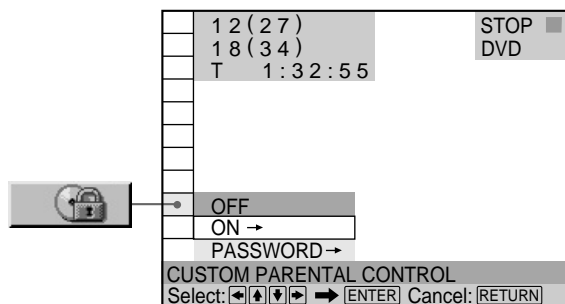 12(27)
18(34)
T 1:32:55
STOP
DVD
OFF
ON →
PASSWORD →
CUSTOM PARENTAL CONTROL
Select: ←↑↓→ ➡ ENTER Cancel: RETURN